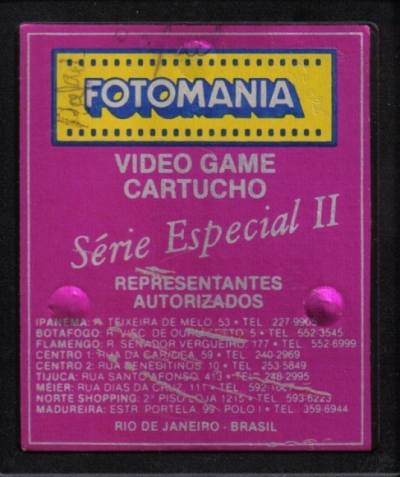 FOTOMANIA
VIDEO GAME
CARTUCHO
Série Especial II
REPRESENTANTES
AUTORIZADOS
IPANEMA: R. TEIXEIRA DE MELO, 53 • TEL. 227-9905
BOTAFOGO: R. VISC. DE OURO PRETO, 5 • TEL. 552-3545
FLAMENGO: R. SENADOR VERGUEIRO, 177 • TEL. 552-6999
CENTRO 1: RUA DA CARIOCA, 59 • TEL. 240-2969
CENTRO 2: RUA BENEDITINOS, 10 • TEL. 253-5849
TIJUCA: RUA SANTO AFONSO, 413 • TEL. 248-2995
MÉIER: RUA DIAS DA CRUZ, 111 • TEL. 592-
NORTE SHOPPING: 2º PISO LOJA 1215 • TEL. 593-6223
MADUREIRA: ESTR. PORTELA, 99 • POLO I • TEL. 359-6944
RIO DE JANEIRO - BRASIL